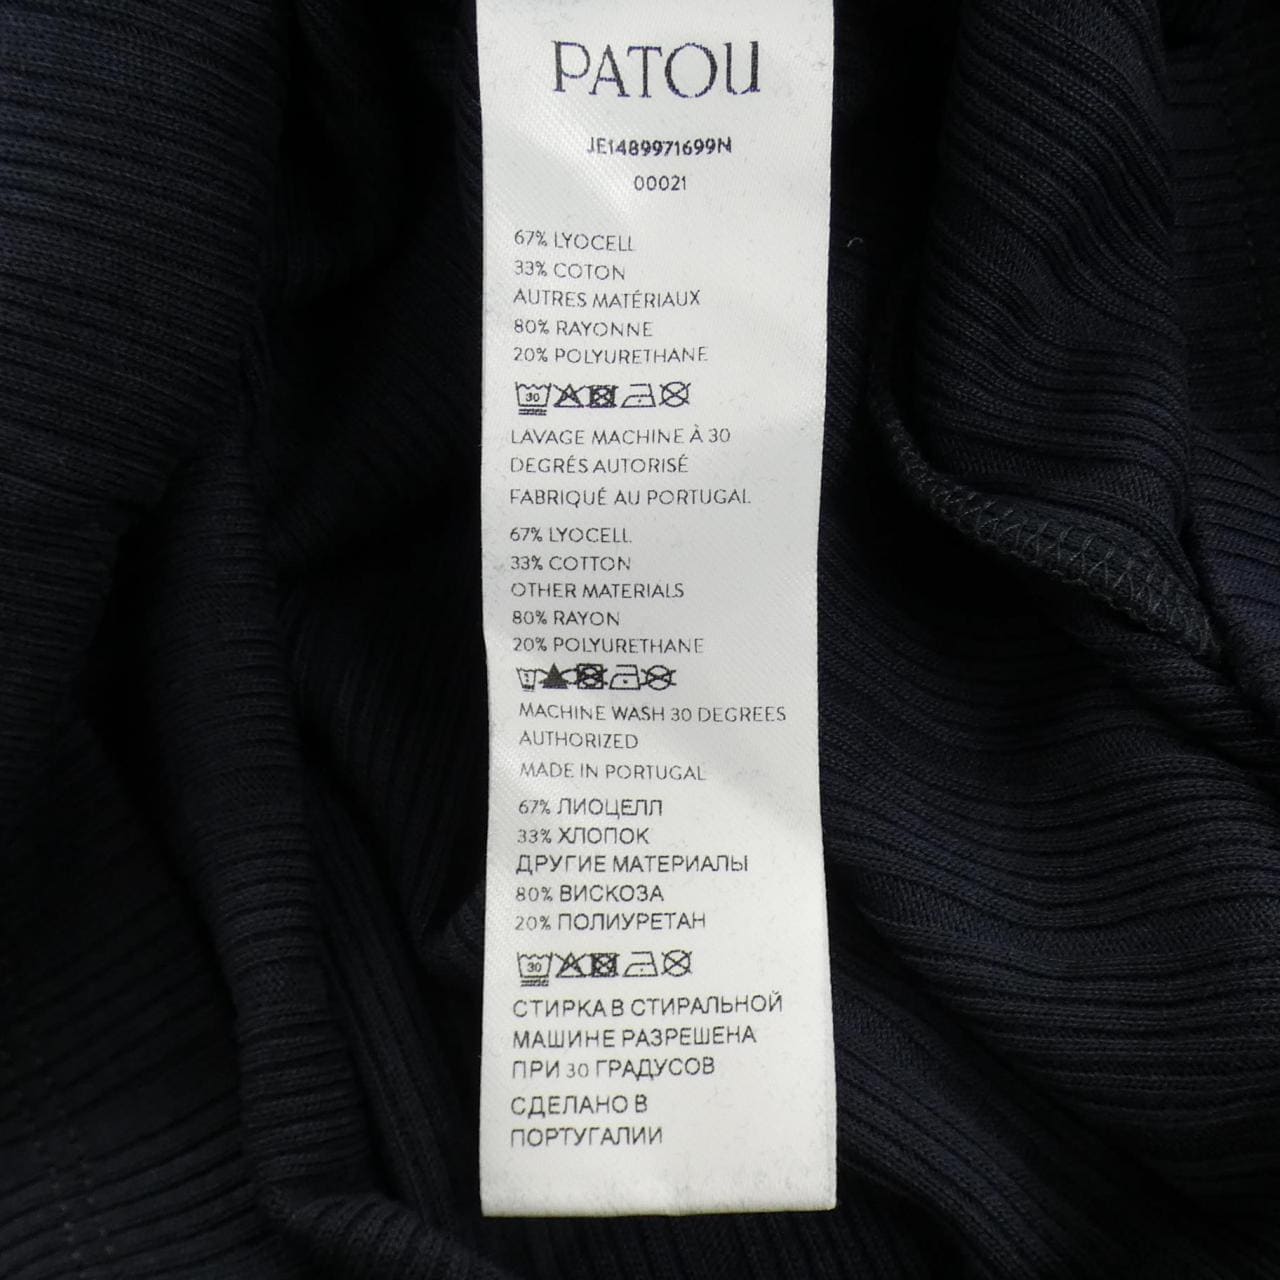 PATOU
JE1489971699N
00021
67% LYOCELL
33% COTON
AUTRES MATÉRIAUX
80% RAYONNE
20% POLYURETHANE
30
LAVAGE MACHINE À 30
DEGRÉS AUTORISÉ
FABRIQUÉ AU PORTUGAL
67% LYOCELL
33% COTTON
OTHER MATERIALS
80% RAYON
20% POLYURETHANE
MACHINE WASH 30 DEGREES
AUTHORIZED
MADE IN PORTUGAL
67% ЛИОЦЕЛЛ
33% ХЛОПОК
ДРУГИЕ МАТЕРИАЛЫ
80% ВИСКОЗА
20% ПОЛИУРЕТАН
30
СТИРКА В СТИРАЛЬНОЙ
МАШИНЕ РАЗРЕШЕНА
ПРИ 30 ГРАДУСОВ
СДЕЛАНО В
ПОРТУГАЛИИ